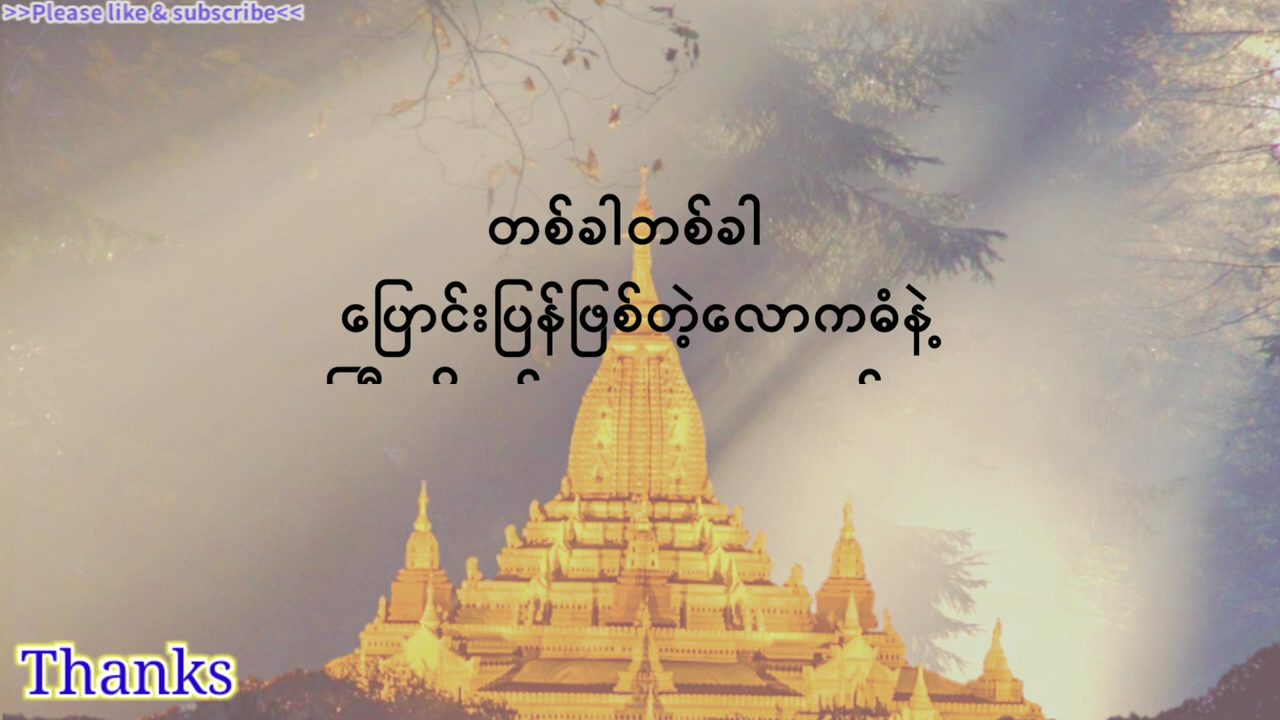 >>Please like & subscribe<<
တစ်ခါတစ်ခါ
ပြောင်းပြန်ဖြစ်တဲ့လောကဓံနဲ့
Thanks